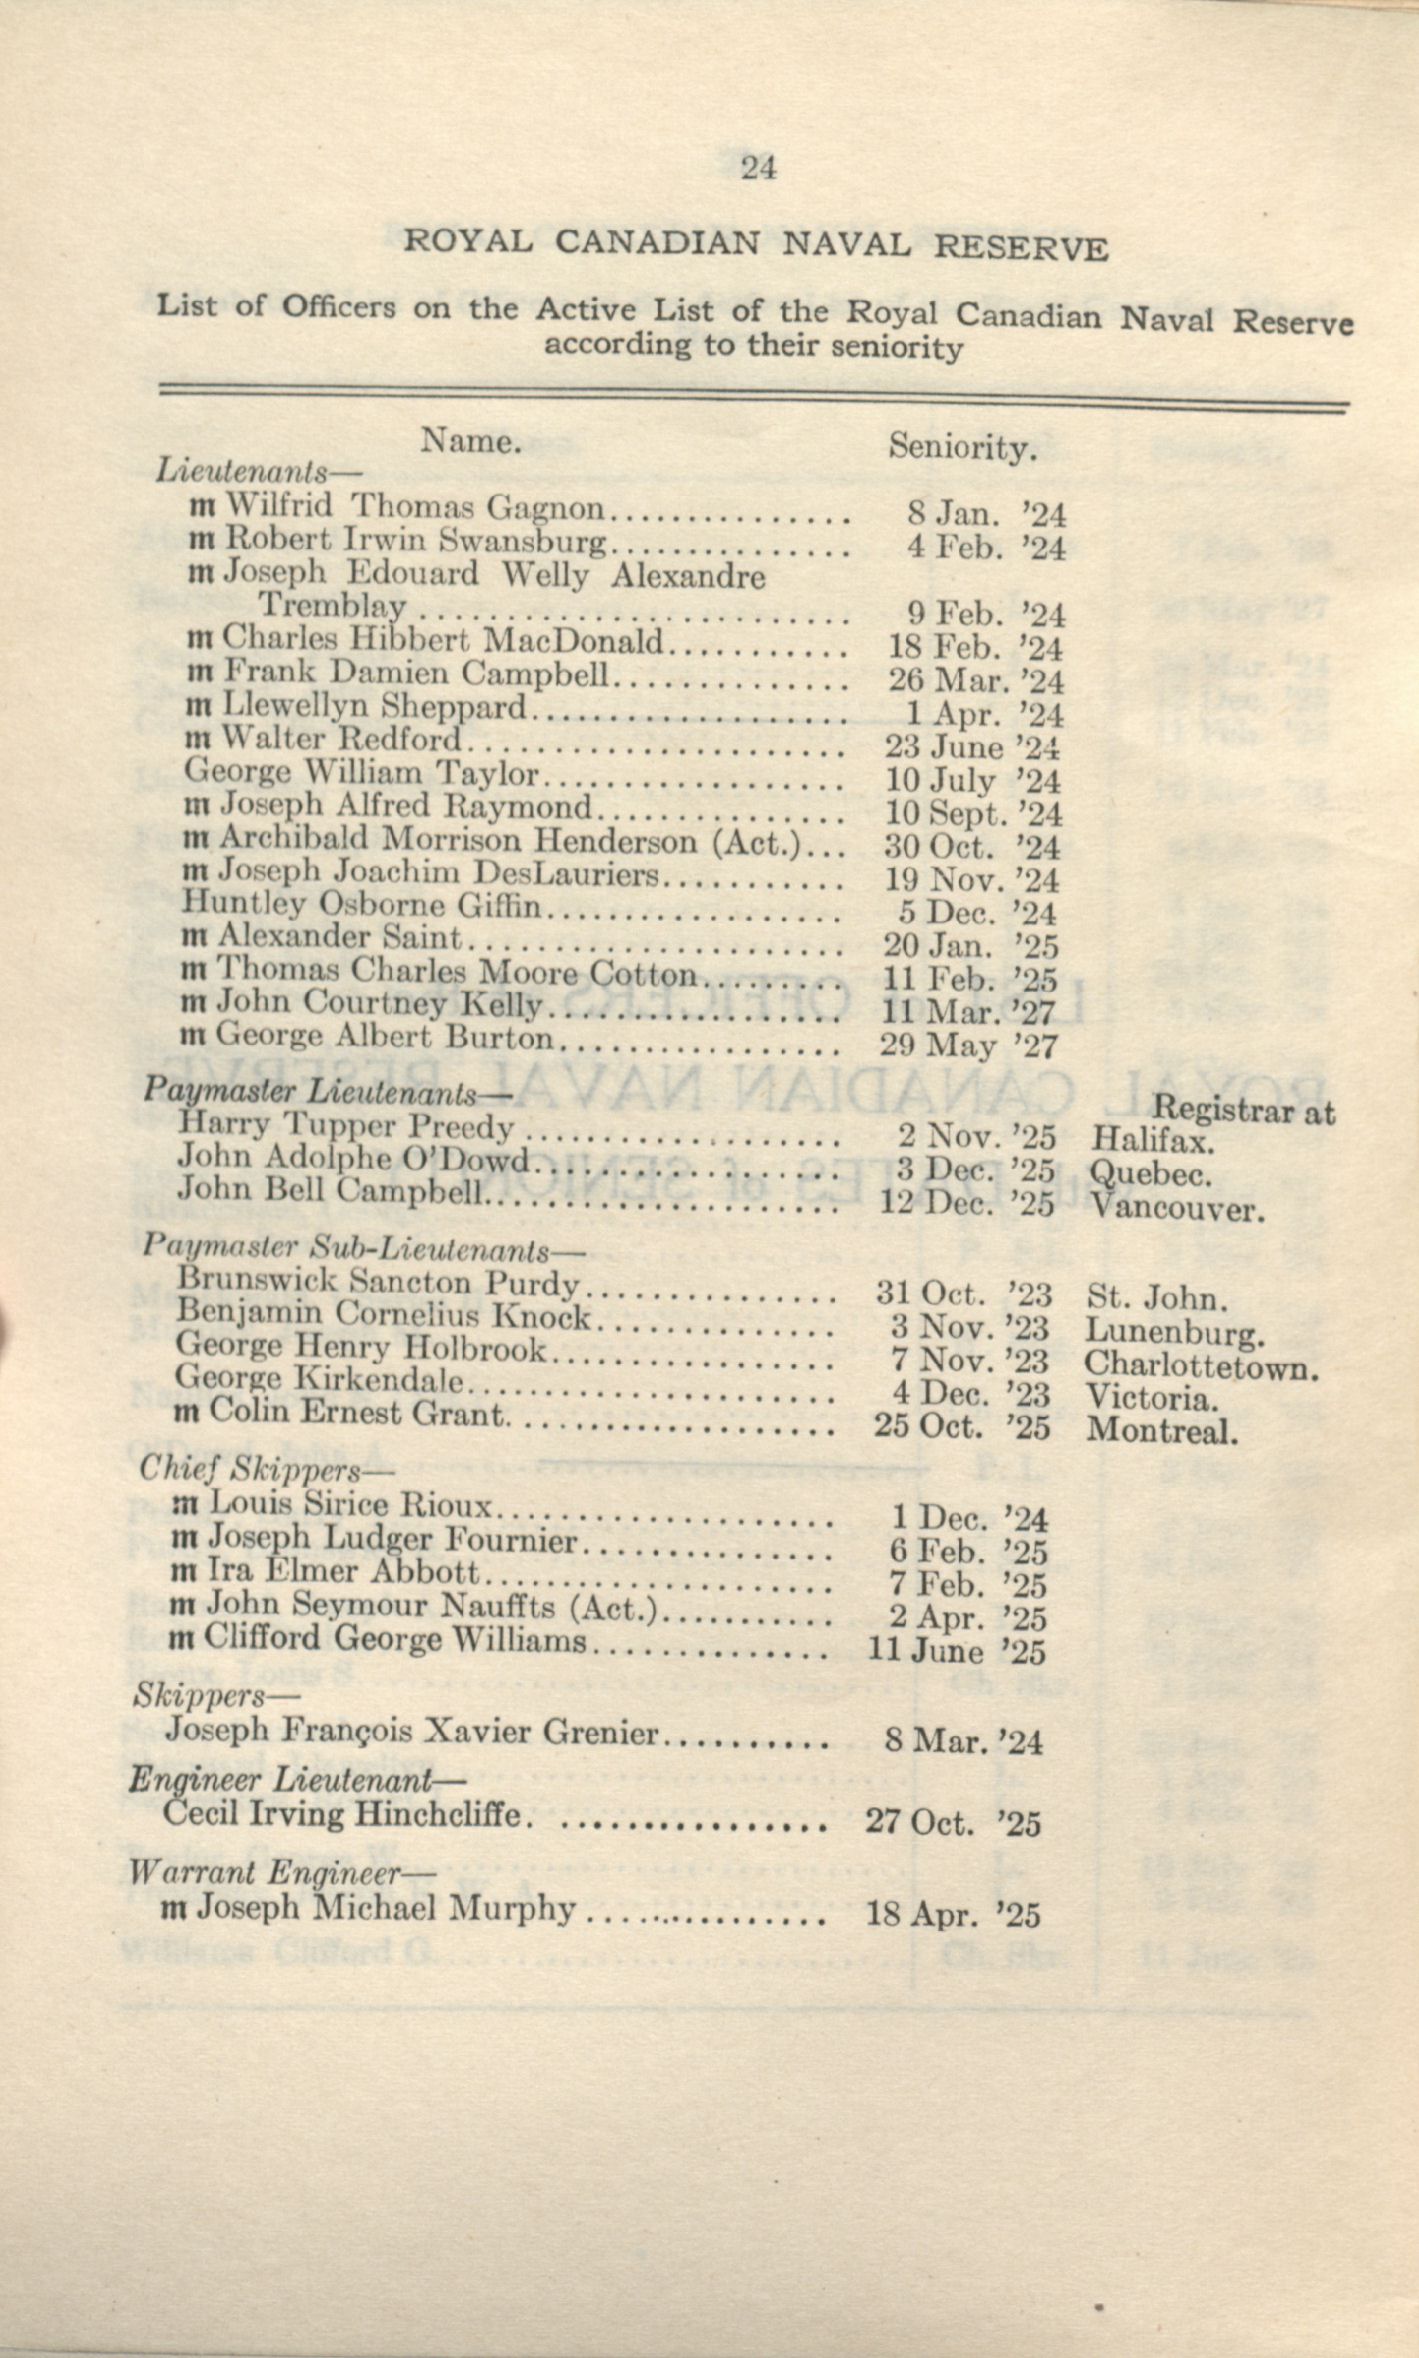 24
ROYAL CANADIAN NAVAL RESERVE
List of Officers on the Active List of the Royal Canadian Naval Reserve
according to their seniority
Name. Seniority.
Lieutenants—
m Wilfrid Thomas Gagnon............... 8 Jan. ’24
m Robert Irwin Swansburg............... 4 Feb. ’24
m Joseph Edouard Welly Alexandre
Tremblay .......................... 9 Feb. ’24
m Charles Hibbert MacDonald........... 18 Feb. ’24
m Frank Damien Campbell.............. 26 Mar. ’24
m Llewellyn Sheppard................... 1 Apr. ’24
m Walter Redford....................... 23 June ’24
George William Taylor.................. 10 July ’24
m Joseph Alfred Raymond............... 10 Sept. ’24
m Archibald Morrison Henderson (Act.)... 30 Oct. ’24
m Joseph Joachim DesLauriers........... 19 Nov. ’24
Huntley Osborne Giffin.................. 5 Dec. ’24
m Alexander Saint....................... 20 Jan. ’25
m Thomas Charles Moore Cotton......... 11 Feb. ’25
m John Courtney Kelly.................. 11 Mar. ’27
m George Albert Burton................. 29 May ’27
Paymaster Lieutenants— Registrar at
Harry Tupper Preedy ................... 2 Nov. ’25 Halifax.
John Adolphe O’Dowd................... 3 Dec. ’25 Quebec.
John Bell Campbell...................... 12 Dec. ’25 Vancouver.
Paymaster Sub-Lieutenants—
Brunswick Sancton Purdy............... 31 Oct. ’23 St. John.
Benjamin Cornelius Knock.............. 3 Nov. ’23 Lunenburg.
George Henry Holbrook................. 7 Nov. ’23 Charlottetown.
George Kirkendale...................... 4 Dec. ’23 Victoria.
m Colin Ernest Grant. ................... 25 Oct. ’25 Montreal.
Chief Skippers—
m Louis Sirice Rioux..................... 1 Dec. ’24
m Joseph Ludger Fournier............... 6 Feb. ’25
m Ira Elmer Abbott..................... 7 Feb. ’25
m John Seymour Nauffts (Act.)........... 2 Apr. ’25
m Clifford George Williams.............. 11 June ’25
Skippers—
Joseph François Xavier Grenier.......... 8 Mar. ’24
Engineer Lieutenant—
Cecil Irving Hinchcliffe. ................ 27 Oct. ’25
Warrant Engineer—
m Joseph Michael Murphy ............... 18 Apr. ’25